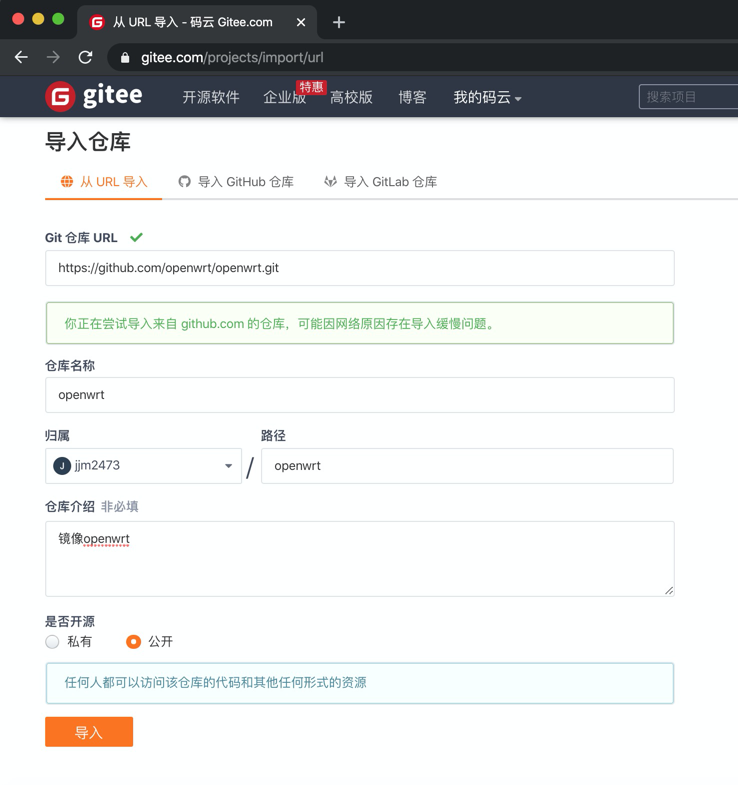 从 URL 导入 - 码云 Gitee.com
gitee.com/projects/import/url
gitee 开源软件 企业版 特惠 高校版 博客 我的码云 搜索项目
导入仓库
从 URL 导入 导入 GitHub 仓库 导入 GitLab 仓库
Git 仓库 URL
https://github.com/openwrt/openwrt.git
你正在尝试导入来自 github.com 的仓库，可能因网络原因存在导入缓慢问题。
仓库名称
openwrt
归属 路径
J jjm2473 / openwrt
仓库介绍 非必填
镜像openwrt
是否开源
私有 公开
任何人都可以访问该仓库的代码和其他任何形式的资源
导入